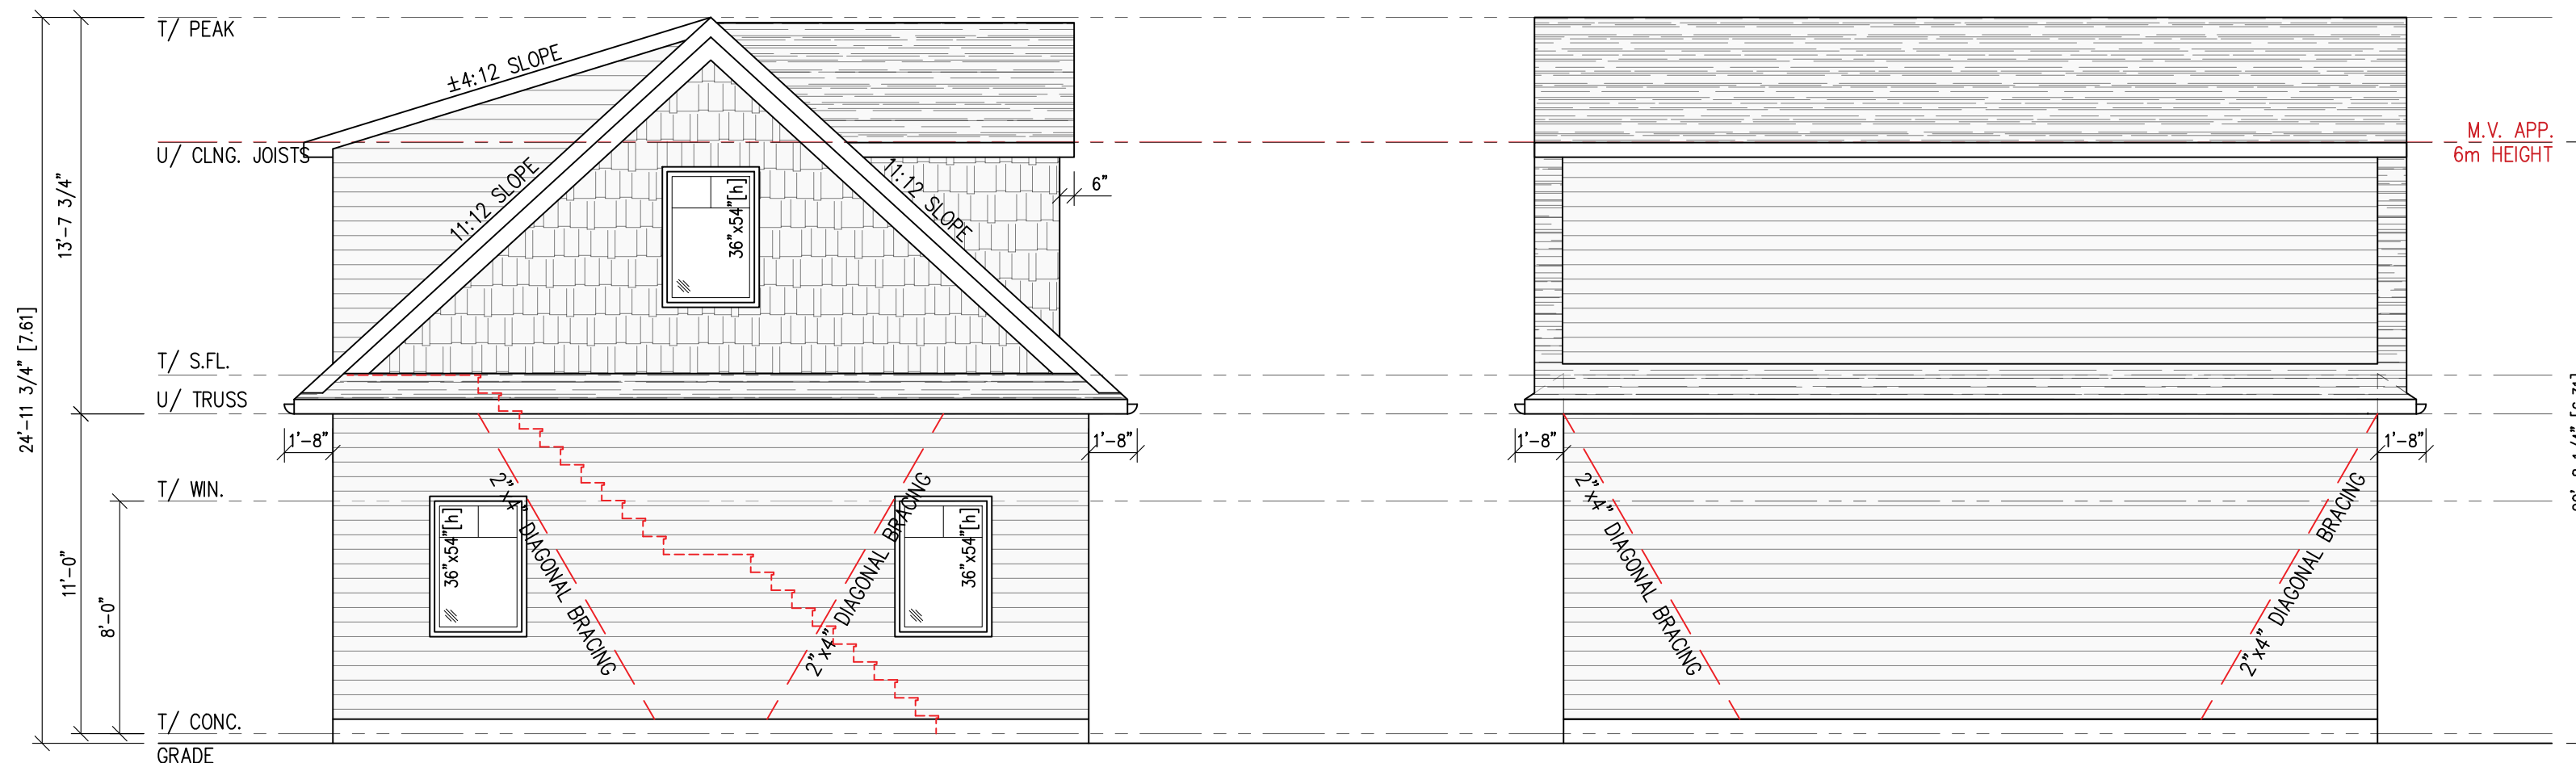 T/ PEAK
±4:12 SLOPE
U/ CLNG. JOISTS
M.V. APP.
6m HEIGHT
11:12 SLOPE
11:12 SLOPE
36"x54"[h]
6"
13'-7 3/4"
24'-11 3/4" [7.61]
T/ S.FL.
U/ TRUSS
1'-8"
1'-8"
1'-8"
1'-8"
T/ WIN.
36"x54"[h]
2"x4" DIAGONAL BRACING
2"x4" DIAGONAL BRACING
36"x54"[h]
2"x4" DIAGONAL BRACING
2"x4" DIAGONAL BRACING
11'-0"
8'-0"
T/ CONC.
GRADE